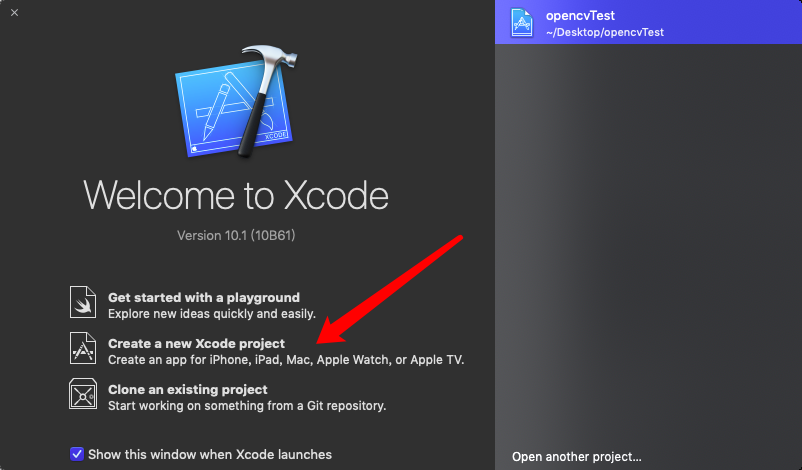 opencvTest
~/Desktop/opencvTest
XCODE
Welcome to Xcode
Version 10.1 (10B61)
Get started with a playground
Explore new ideas quickly and easily.
Create a new Xcode project
Create an app for iPhone, iPad, Mac, Apple Watch, or Apple TV.
Clone an existing project
Start working on something from a Git repository.
Show this window when Xcode launches
Open another project...